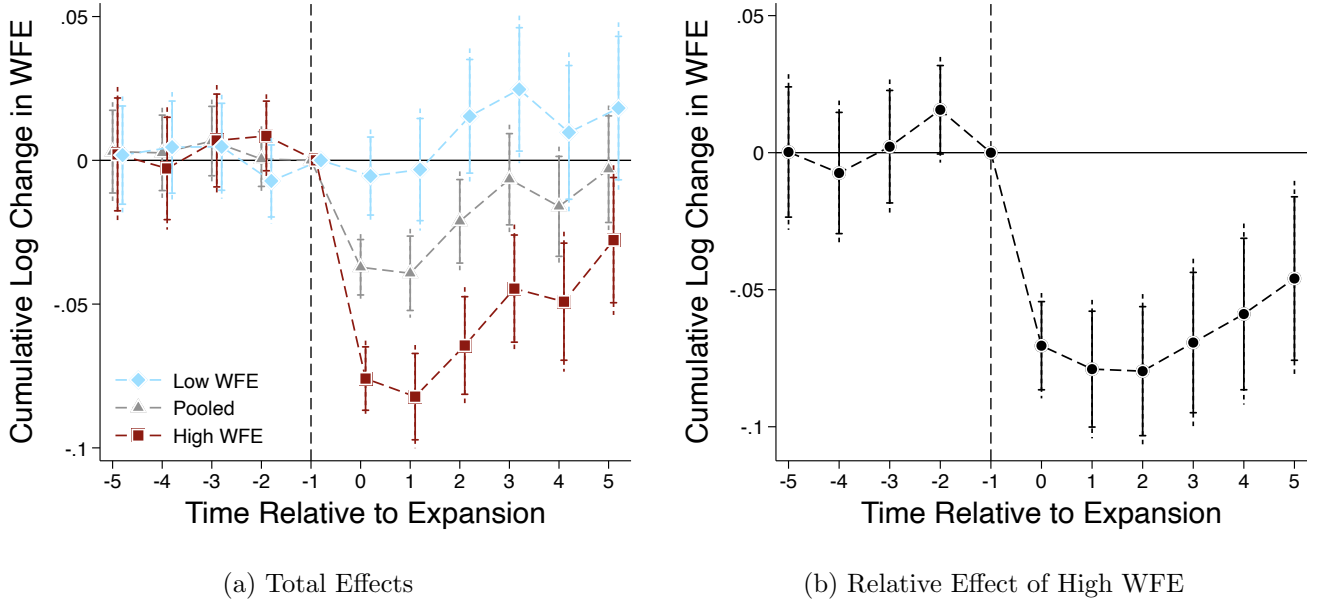 Cumulative Log Change in WFE
.05
0
-.05
-.1
Low WFE
Pooled
High WFE
-5 -4 -3 -2 -1 0 1 2 3 4 5
Time Relative to Expansion
(a) Total Effects
Cumulative Log Change in WFE
.05
0
-.05
-.1
-5 -4 -3 -2 -1 0 1 2 3 4 5
Time Relative to Expansion
(b) Relative Effect of High WFE